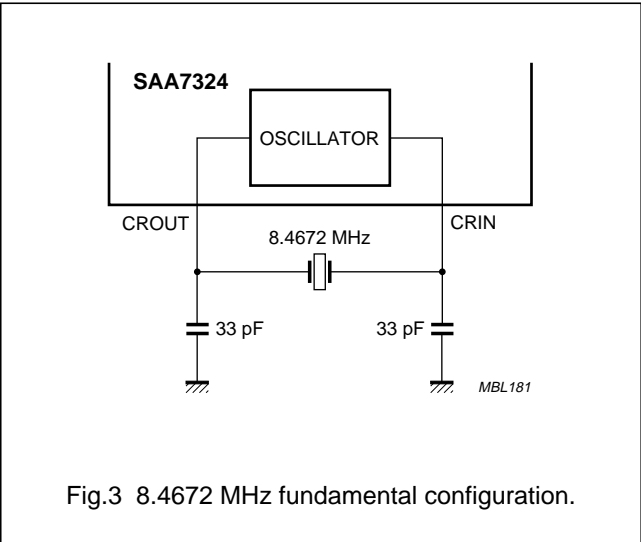 SAA7324
OSCILLATOR
CROUT
CRIN
8.4672 MHz
33 pF
33 pF
MBL181
Fig.3 8.4672 MHz fundamental configuration.